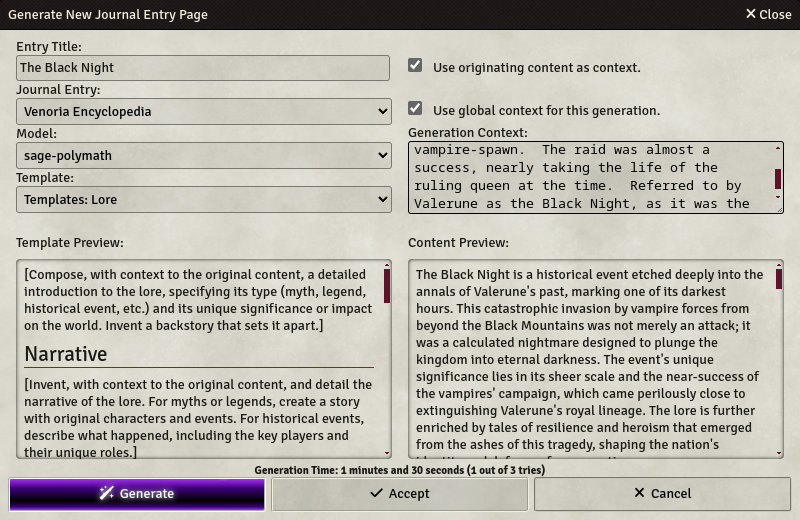 Generate New Journal Entry Page
Close
Entry Title:
The Black Night
Journal Entry:
Venoria Encyclopedia
Model:
sage-polymath
Template:
Templates: Lore
Use originating content as context.
Use global context for this generation.
Generation Context:
vampire-spawn. The raid was almost a
success, nearly taking the life of the
ruling queen at the time. Referred to by
Valerune as the Black Night, as it was the
Template Preview:
[Compose, with context to the original content, a detailed
introduction to the lore, specifying its type (myth, legend,
historical event, etc.) and its unique significance or impact
on the world. Invent a backstory that sets it apart.]
Narrative
[Invent, with context to the original content, and detail the
narrative of the lore. For myths or legends, create a story
with original characters and events. For historical events,
describe what happened, including the key players and
their unique roles.]
Content Preview:
The Black Night is a historical event etched deeply into the
annals of Valerune's past, marking one of its darkest
hours. This catastrophic invasion by vampire forces from
beyond the Black Mountains was not merely an attack; it
was a calculated nightmare designed to plunge the
kingdom into eternal darkness. The event's unique
significance lies in its sheer scale and the near-success of
the vampires' campaign, which came perilously close to
extinguishing Valerune's royal lineage. The lore is further
enriched by tales of resilience and heroism that emerged
from the ashes of this tragedy, shaping the nation's
Generation Time: 1 minutes and 30 seconds (1 out of 3 tries)
Generate
Accept
Cancel